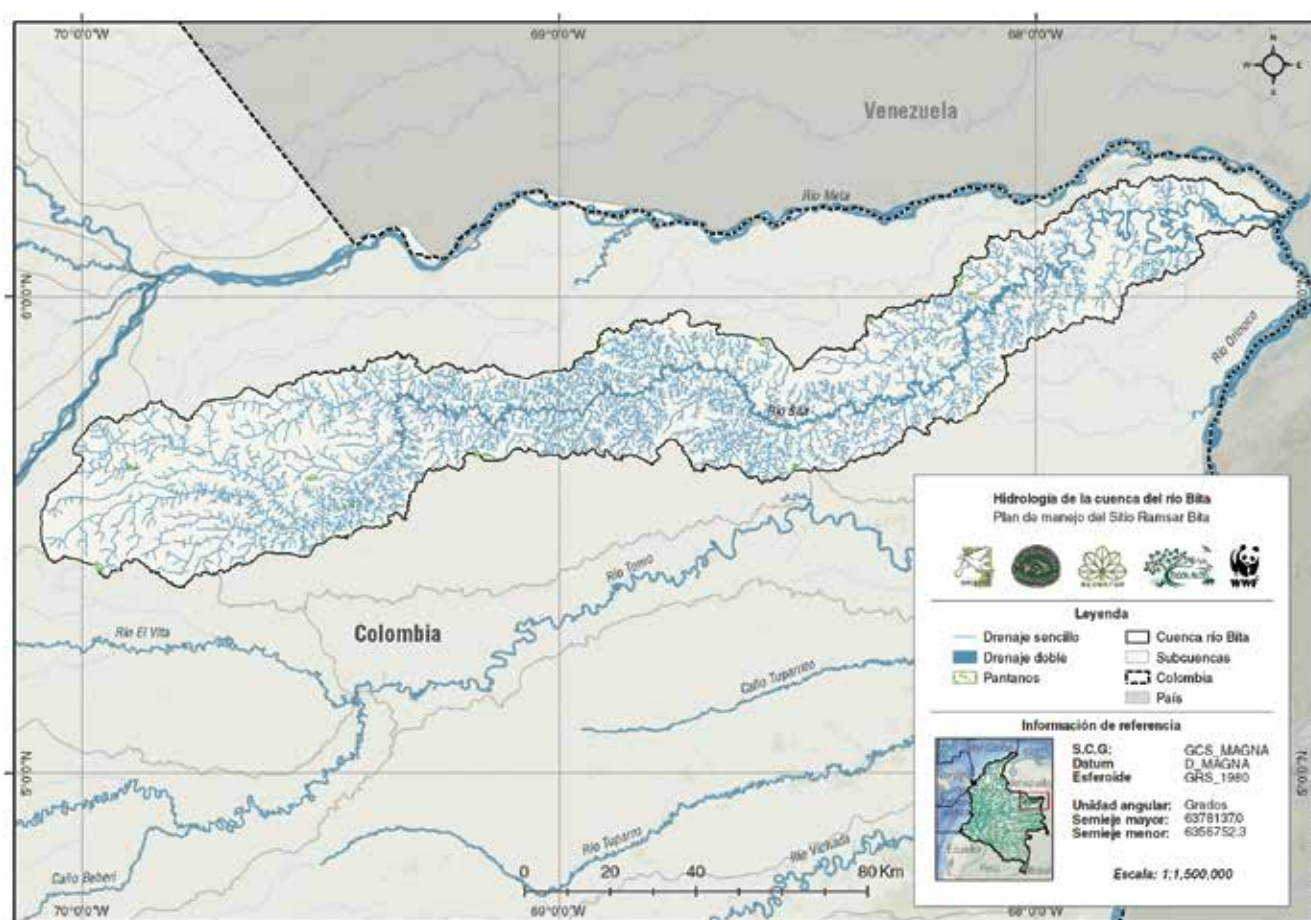 70°0'0"W 69°0'0"W 68°0'0"W
Venezuela
Río Meta
6°0'0"N
Río Orinoco
Río Bita
Río Tomo
Río El Vita
Colombia
Caño Tuparrito
5°0'0"N 5°0'0"N
Río Tuparro
Río Vichada
Caño Beberí
0 20 40 80 Km
70°0'0"W 69°0'0"W 68°0'0"W
Hidrología de la cuenca del río Bita
Plan de manejo del Sitio Ramsar Bita
WWF
Leyenda
Drenaje sencillo
Drenaje doble
Pantanos
Cuenca río Bita
Subcuencas
Colombia
País
Información de referencia
S.C.G: GCS_MAGNA
Datum D_MAGNA
Esferoide GRS_1980
Unidad angular: Grados
Semieje mayor: 6378137.0
Semieje menor: 6356752.3
Ecuador
Escala: 1:1,500,000